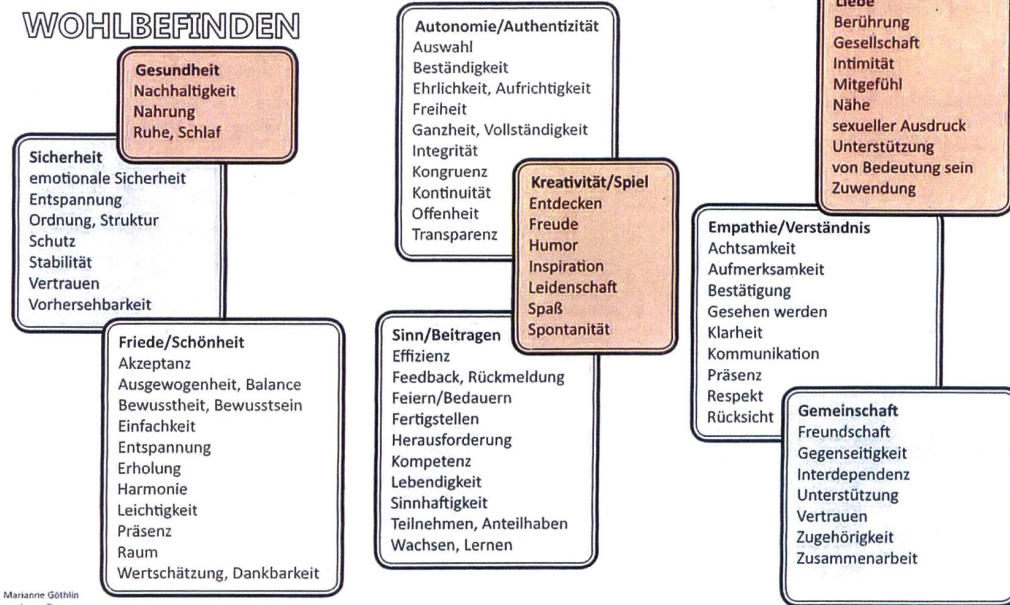 WOHLBEFINDEN
Gesundheit
Nachhaltigkeit
Nahrung
Ruhe, Schlaf
Sicherheit
emotionale Sicherheit
Entspannung
Ordnung, Struktur
Schutz
Stabilität
Vertrauen
Vorhersehbarkeit
Friede/Schönheit
Akzeptanz
Ausgewogenheit, Balance
Bewusstheit, Bewusstsein
Einfachkeit
Entspannung
Erholung
Harmonie
Leichtigkeit
Präsenz
Raum
Wertschätzung, Dankbarkeit
Autonomie/Authentizität
Auswahl
Beständigkeit
Ehrlichkeit, Aufrichtigkeit
Freiheit
Ganzheit, Vollständigkeit
Integrität
Kongruenz
Kontinuität
Offenheit
Transparenz
Kreativität/Spiel
Entdecken
Freude
Humor
Inspiration
Leidenschaft
Spaß
Spontanität
Sinn/Beitragen
Effizienz
Feedback, Rückmeldung
Feiern/Bedauern
Fertigstellen
Herausforderung
Kompetenz
Lebendigkeit
Sinnhaftigkeit
Teilnehmen, Anteilhaben
Wachsen, Lernen
Liebe
Berührung
Gesellschaft
Intimität
Mitgefühl
Nähe
sexueller Ausdruck
Unterstützung
von Bedeutung sein
Zuwendung
Empathie/Verständnis
Achtsamkeit
Aufmerksamkeit
Bestätigung
Gesehen werden
Klarheit
Kommunikation
Präsenz
Respekt
Rücksicht
Gemeinschaft
Freundschaft
Gegenseitigkeit
Interdependenz
Unterstützung
Vertrauen
Zugehörigkeit
Zusammenarbeit
Marianne Göthlin